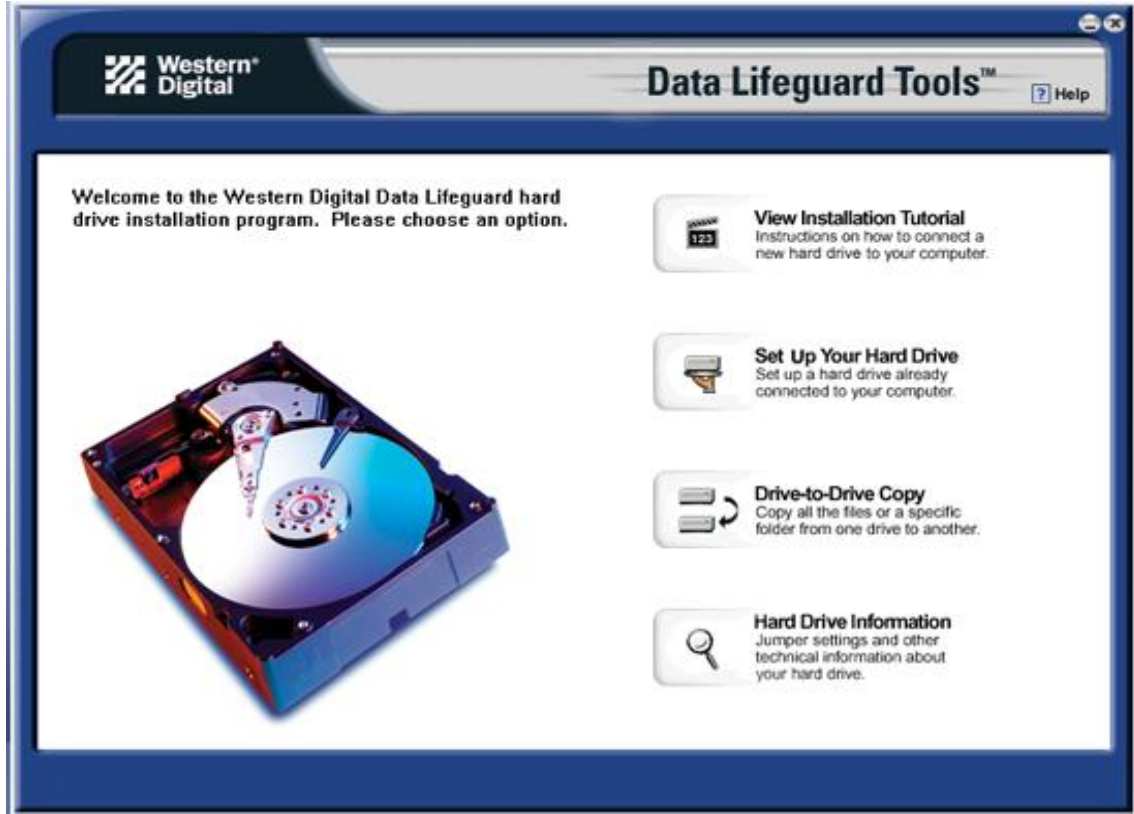 Western®
Digital
Data Lifeguard Tools™
? Help
Welcome to the Western Digital Data Lifeguard hard
drive installation program. Please choose an option.
123
View Installation Tutorial
Instructions on how to connect a
new hard drive to your computer.
Set Up Your Hard Drive
Set up a hard drive already
connected to your computer.
Drive-to-Drive Copy
Copy all the files or a specific
folder from one drive to another.
Hard Drive Information
Jumper settings and other
technical information about
your hard drive.